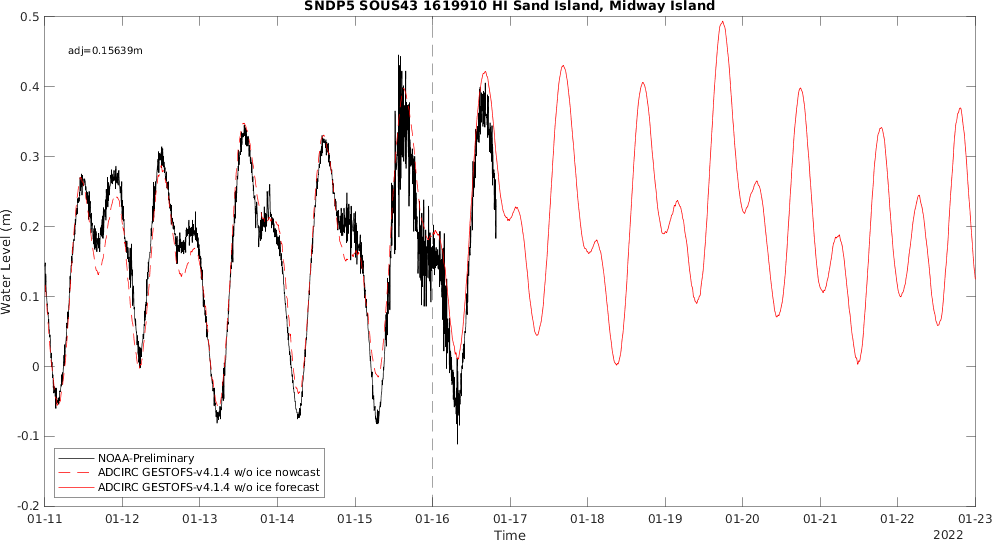 SNDP5 SOUS43 1619910 HI Sand Island, Midway Island
adj=0.15639m
0.5
0.4
0.3
0.2
0.1
0
-0.1
-0.2
Water Level (m)
NOAA-Preliminary
ADCIRC GESTOFS-v4.1.4 w/o ice nowcast
ADCIRC GESTOFS-v4.1.4 w/o ice forecast
01-11 01-12 01-13 01-14 01-15 01-16 01-17 01-18 01-19 01-20 01-21 01-22 01-23
Time
2022